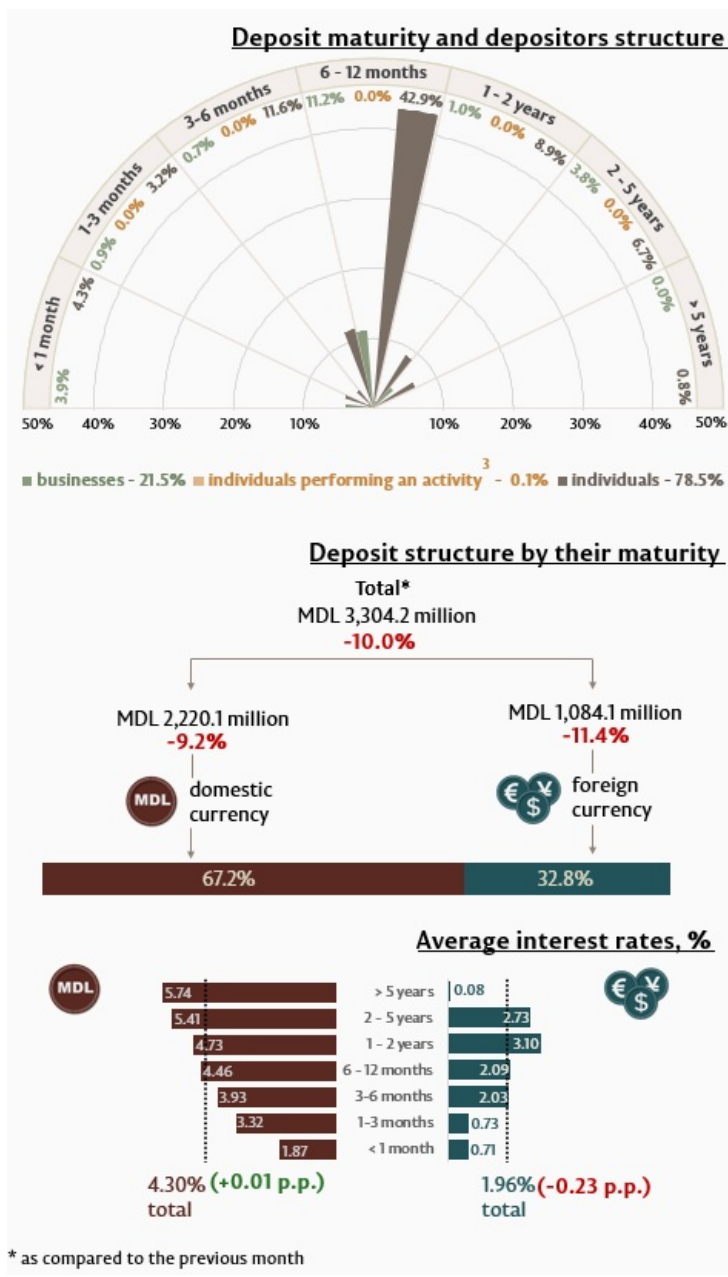 Deposit maturity and depositors structure
< 1 month
1-3 months
3-6 months
6 - 12 months
1 - 2 years
2 - 5 years
> 5 years
3.9% 4.3%
0.9% 0.0% 3.2%
0.7% 0.0% 11.6%
11.2% 0.0% 42.9%
1.0% 0.0% 8.9%
3.8% 0.0% 6.7%
0.0% 0.8%
50% 40% 30% 20% 10% 10% 20% 30% 40% 50%
businesses - 21.5% individuals performing an activity 3 - 0.1% individuals - 78.5%
Deposit structure by their maturity
Total*
MDL 3,304.2 million
-10.0%
MDL 2,220.1 million
-9.2%
MDL 1,084.1 million
-11.4%
MDL
domestic
currency
€ ¥ $
foreign
currency
67.2% 32.8%
Average interest rates, %
MDL
€ ¥ $
5.74 > 5 years 0.08
5.41 2 - 5 years 2.73
4.73 1 - 2 years 3.10
4.46 6 - 12 months 2.09
3.93 3-6 months 2.03
3.32 1-3 months 0.73
1.87 < 1 month 0.71
4.30% (+0.01 p.p.)
total
1.96% (-0.23 p.p.)
total
* as compared to the previous month